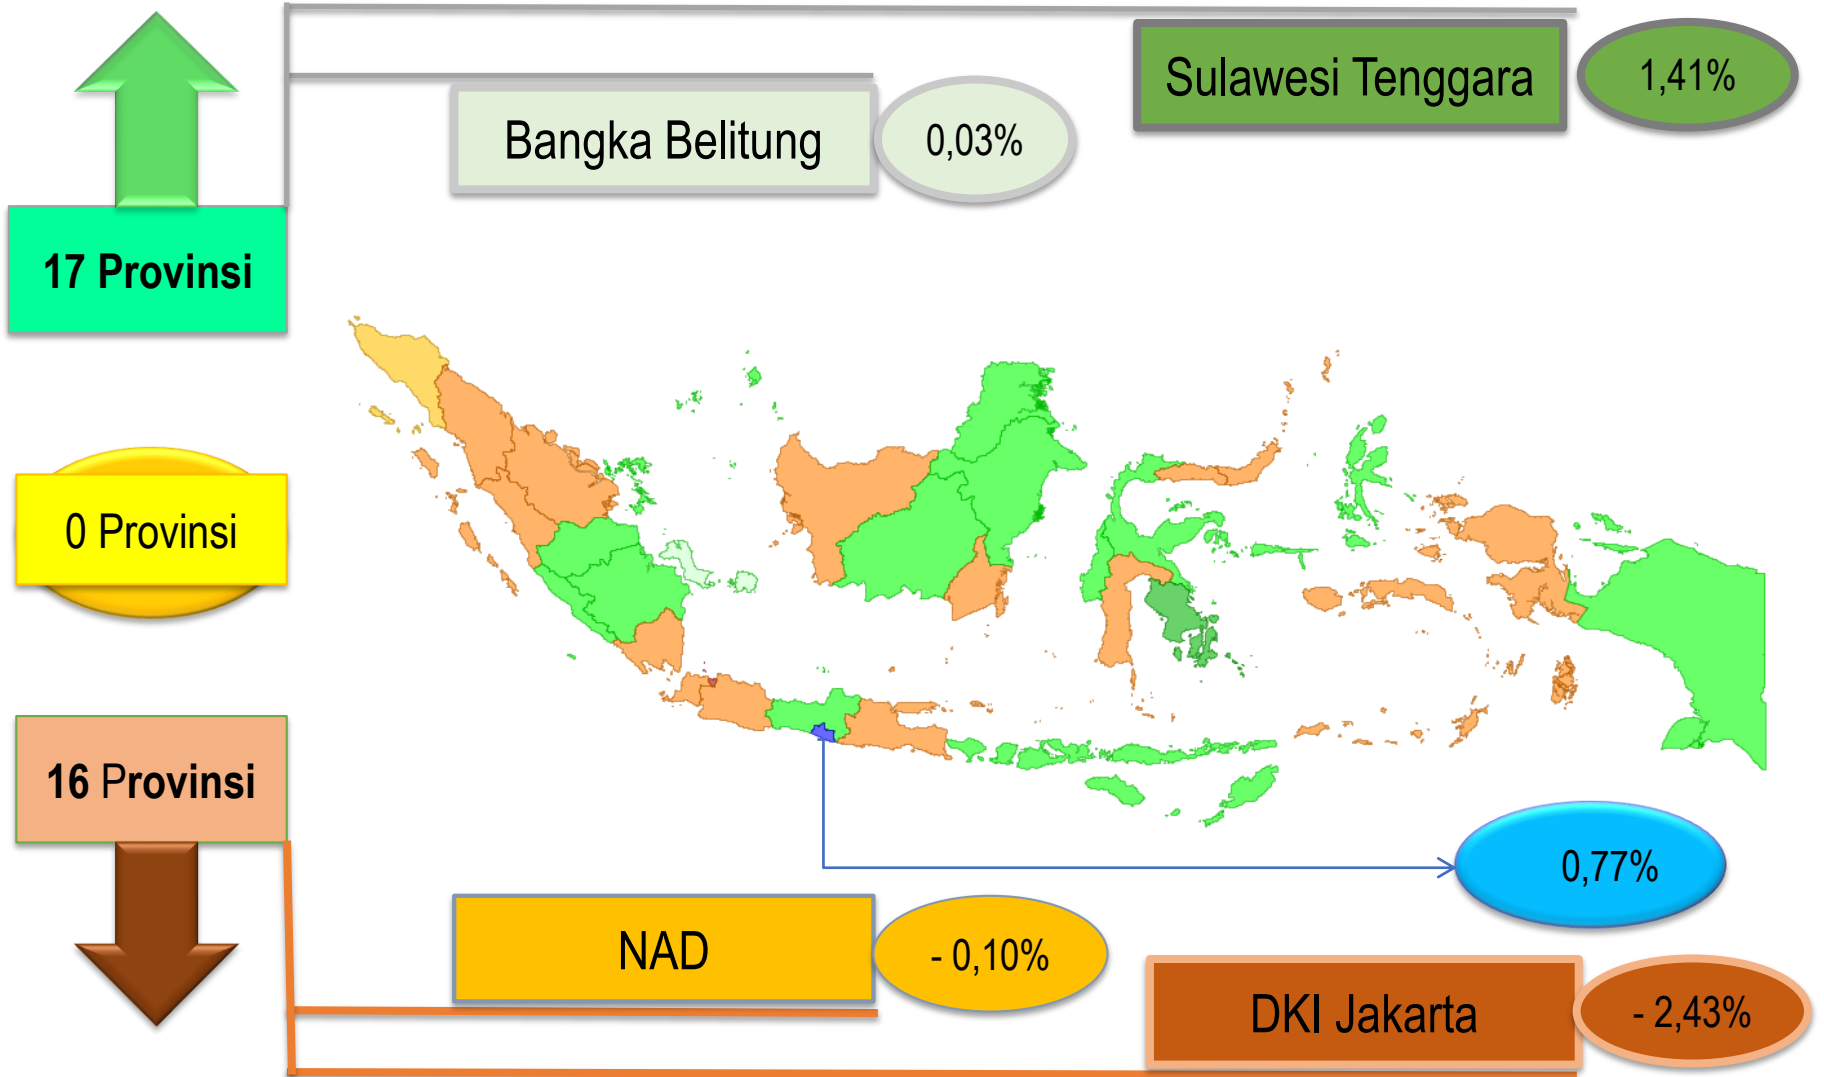 Sulawesi Tenggara
1,41%
Bangka Belitung
0,03%
17 Provinsi
0 Provinsi
16 Provinsi
0,77%
NAD
- 0,10%
DKI Jakarta
- 2,43%